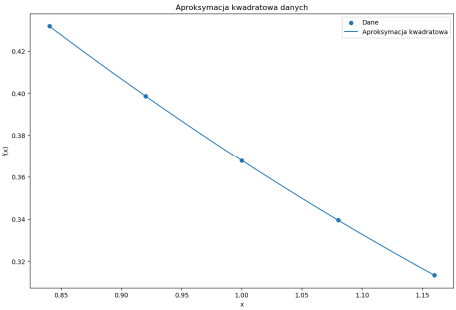 Aproksymacja kwadratowa danych
Dane
Aproksymacja kwadratowa
0.42
0.40
0.38
0.36
0.34
0.32
f(x)
0.85
0.90
0.95
1.00
1.05
1.10
1.15
x